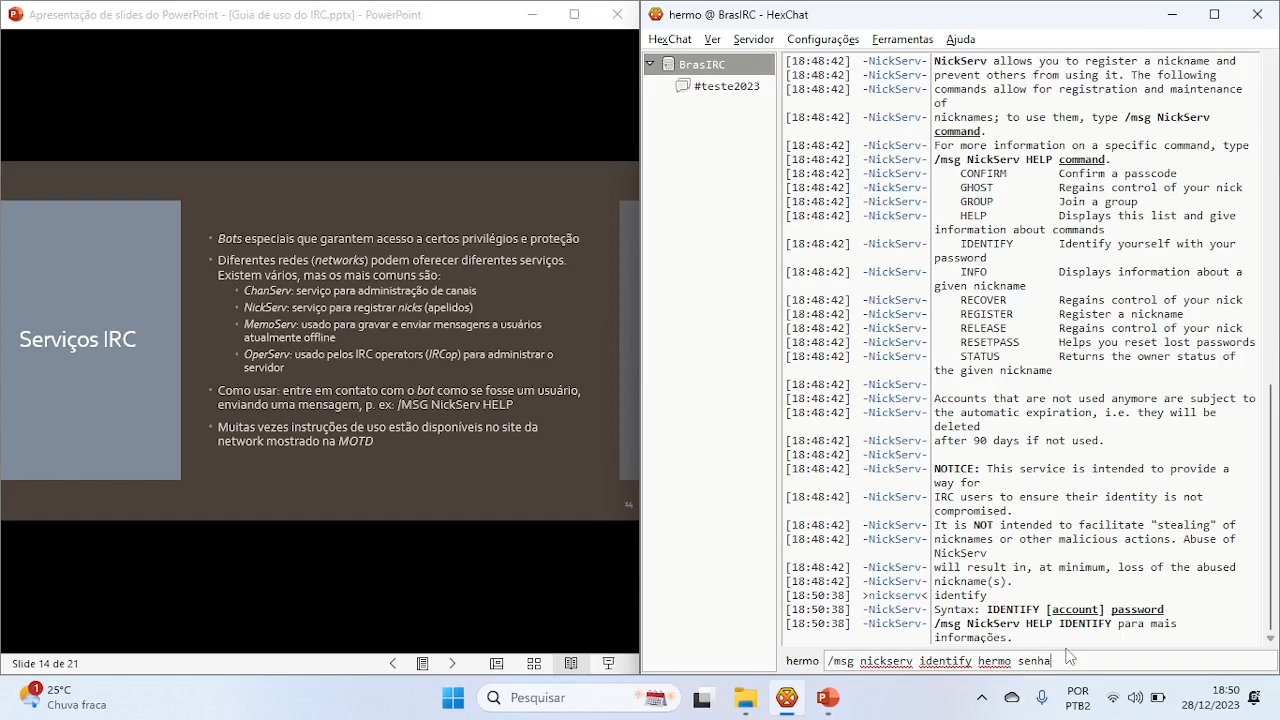 Apresentação de slides do PowerPoint - [Guia de uso do IRC.pptx] - PowerPoint
Serviços IRC
• Bots especiais que garantem acesso a certos privilégios e proteção
• Diferentes redes (networks) podem oferecer diferentes serviços.
Existem vários, mas os mais comuns são:
• ChanServ: serviço para administração de canais
• NickServ: serviço para registrar nicks (apelidos)
• MemoServ: usado para gravar e enviar mensagens a usuários
atualmente offline
• OperServ: usado pelos IRC operators (IRCop) para administrar o
servidor
• Como usar: entre em contato com o bot como se fosse um usuário,
enviando uma mensagem, p. ex: /MSG NickServ HELP
• Muitas vezes instruções de uso estão disponíveis no site da
network mostrado na MOTD
14
Slide 14 de 21
hermo @ BrasIRC - HexChat
HexChat Ver Servidor Configurações Ferramentas Ajuda
BrasIRC
#teste2023
[18:48:42] -NickServ- NickServ allows you to register a nickname and
[18:48:42] -NickServ- prevent others from using it. The following
[18:48:42] -NickServ- commands allow for registration and maintenance
of
[18:48:42] -NickServ- nicknames; to use them, type /msg NickServ
command.
[18:48:42] -NickServ- For more information on a specific command, type
[18:48:42] -NickServ- /msg NickServ HELP command.
[18:48:42] -NickServ- CONFIRM Confirm a passcode
[18:48:42] -NickServ- GHOST Regains control of your nick
[18:48:42] -NickServ- GROUP Join a group
[18:48:42] -NickServ- HELP Displays this list and give
information about commands
[18:48:42] -NickServ- IDENTIFY Identify yourself with your
password
[18:48:42] -NickServ- INFO Displays information about a
given nickname
[18:48:42] -NickServ- RECOVER Regains control of your nick
[18:48:42] -NickServ- REGISTER Register a nickname
[18:48:42] -NickServ- RELEASE Regains control of your nick
[18:48:42] -NickServ- RESETPASS Helps you reset lost passwords
[18:48:42] -NickServ- STATUS Returns the owner status of
the given nickname
[18:48:42] -NickServ-
[18:48:42] -NickServ- Accounts that are not used anymore are subject to
[18:48:42] -NickServ- the automatic expiration, i.e. they will be
deleted
[18:48:42] -NickServ- after 90 days if not used.
[18:48:42] -NickServ-
[18:48:42] -NickServ- NOTICE: This service is intended to provide a
way for
[18:48:42] -NickServ- IRC users to ensure their identity is not
compromised.
[18:48:42] -NickServ- It is NOT intended to facilitate "stealing" of
[18:48:42] -NickServ- nicknames or other malicious actions. Abuse of
NickServ
[18:48:42] -NickServ- will result in, at minimum, loss of the abused
[18:48:42] -NickServ- nickname(s).
[18:50:38] >nickserv< identify
[18:50:38] -NickServ- Syntax: IDENTIFY [account] password
[18:50:38] -NickServ- /msg NickServ HELP IDENTIFY para mais
informações.
hermo /msg nickserv identify hermo senha
1
25°C
Chuva fraca
Pesquisar
POR
PTB2
18:50
28/12/2023